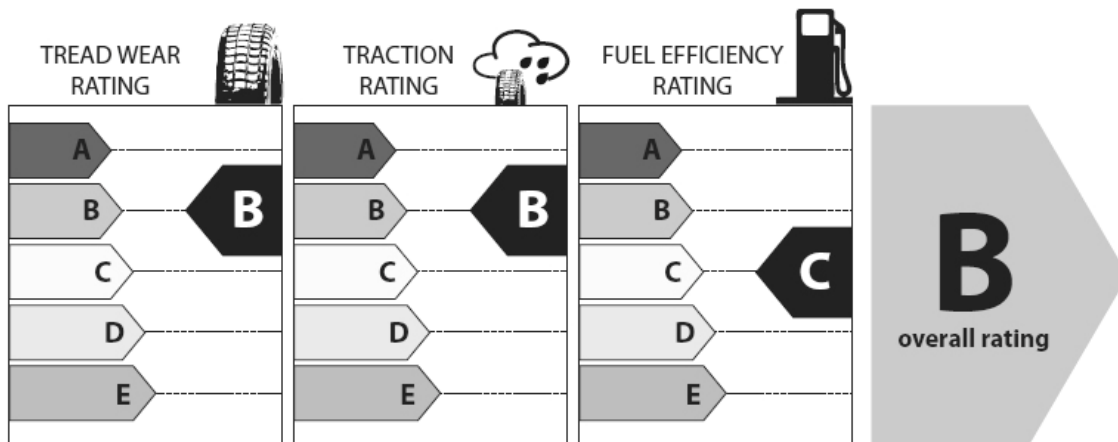 TREAD WEAR
RATING
A
B
C
D
E
B
TRACTION
RATING
A
B
C
D
E
B
FUEL EFFICIENCY
RATING
A
B
C
D
E
C
B
overall rating